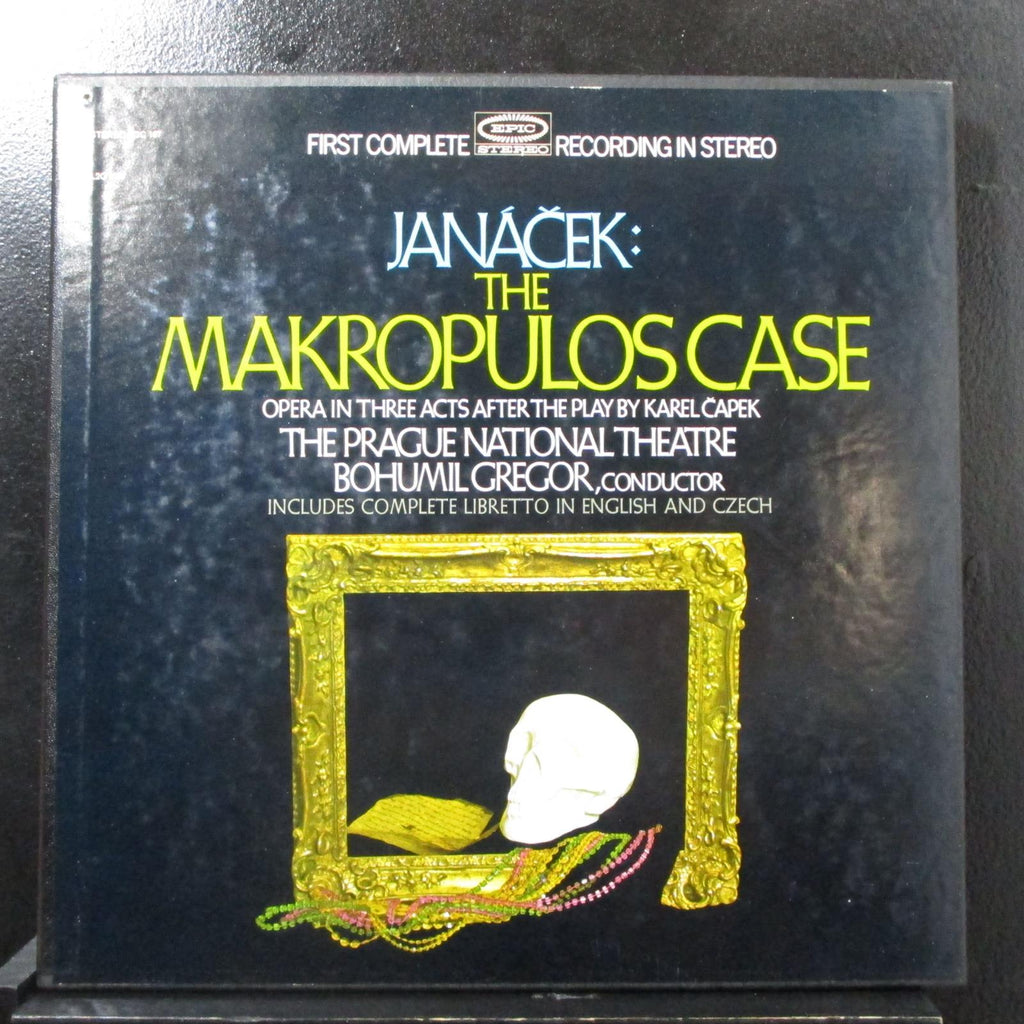 FIRST COMPLETE EPIC STEREO RECORDING IN STEREO
JANÁČEK:
THE
MAKROPULOS CASE
OPERA IN THREE ACTS AFTER THE PLAY BY KAREL ČAPEK
THE PRAGUE NATIONAL THEATRE
BOHUMIL GREGOR, CONDUCTOR
INCLUDES COMPLETE LIBRETTO IN ENGLISH AND CZECH